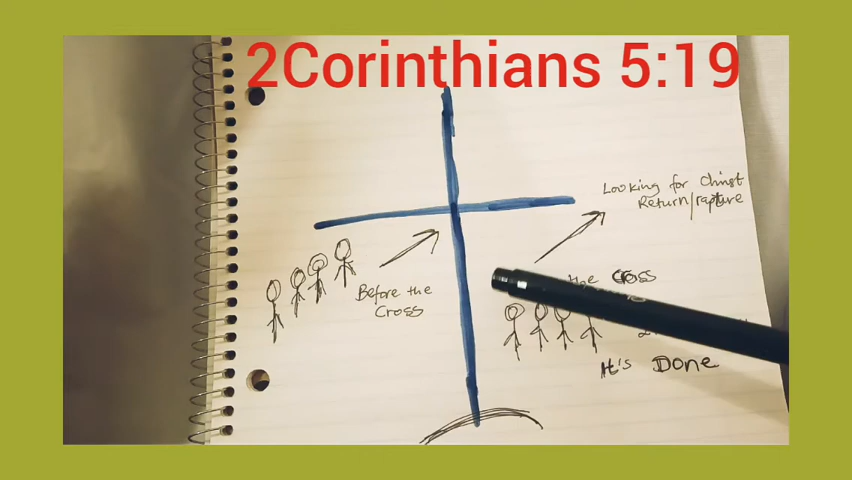 2Corinthians 5:19
Looking for Christ
Return/rapture
Before the
Cross
the Cross
It's Done